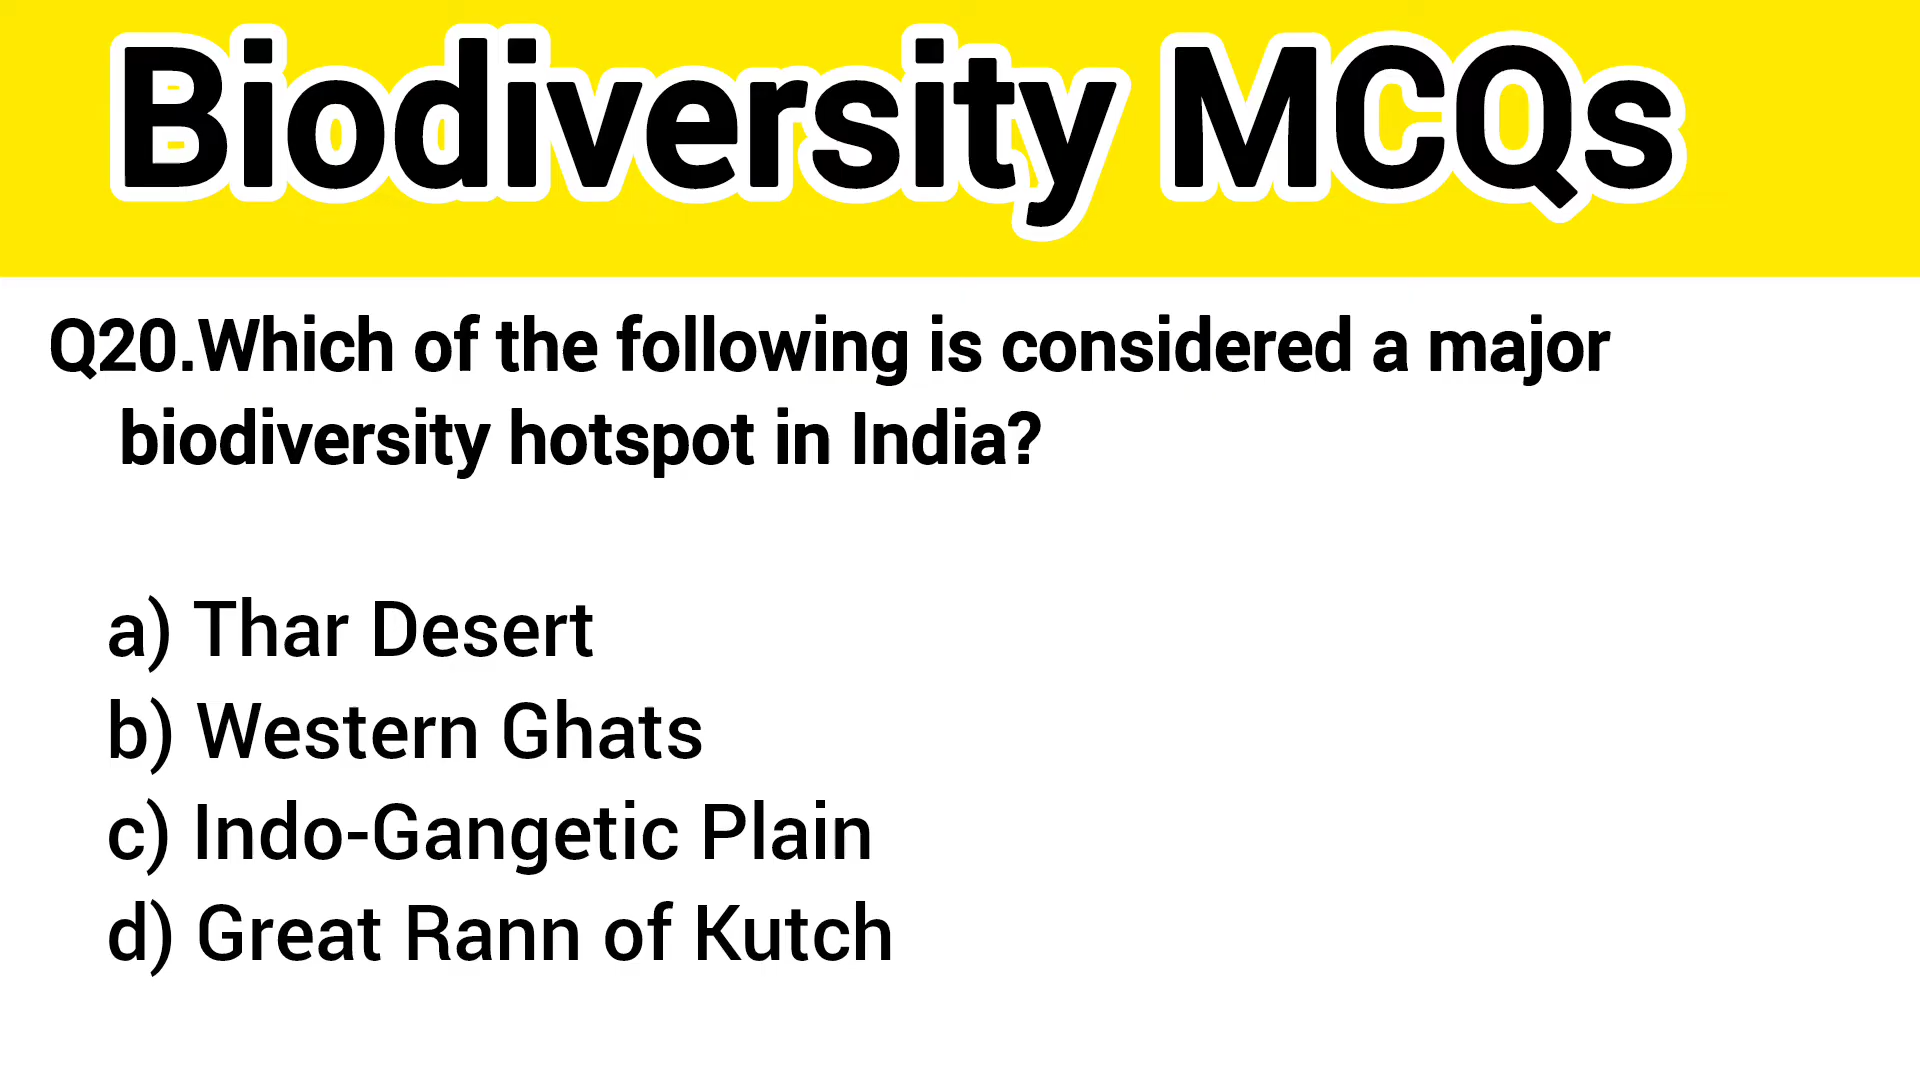 Biodiversity MCQs
Q20.Which of the following is considered a major
biodiversity hotspot in India?
a) Thar Desert
b) Western Ghats
c) Indo-Gangetic Plain
d) Great Rann of Kutch